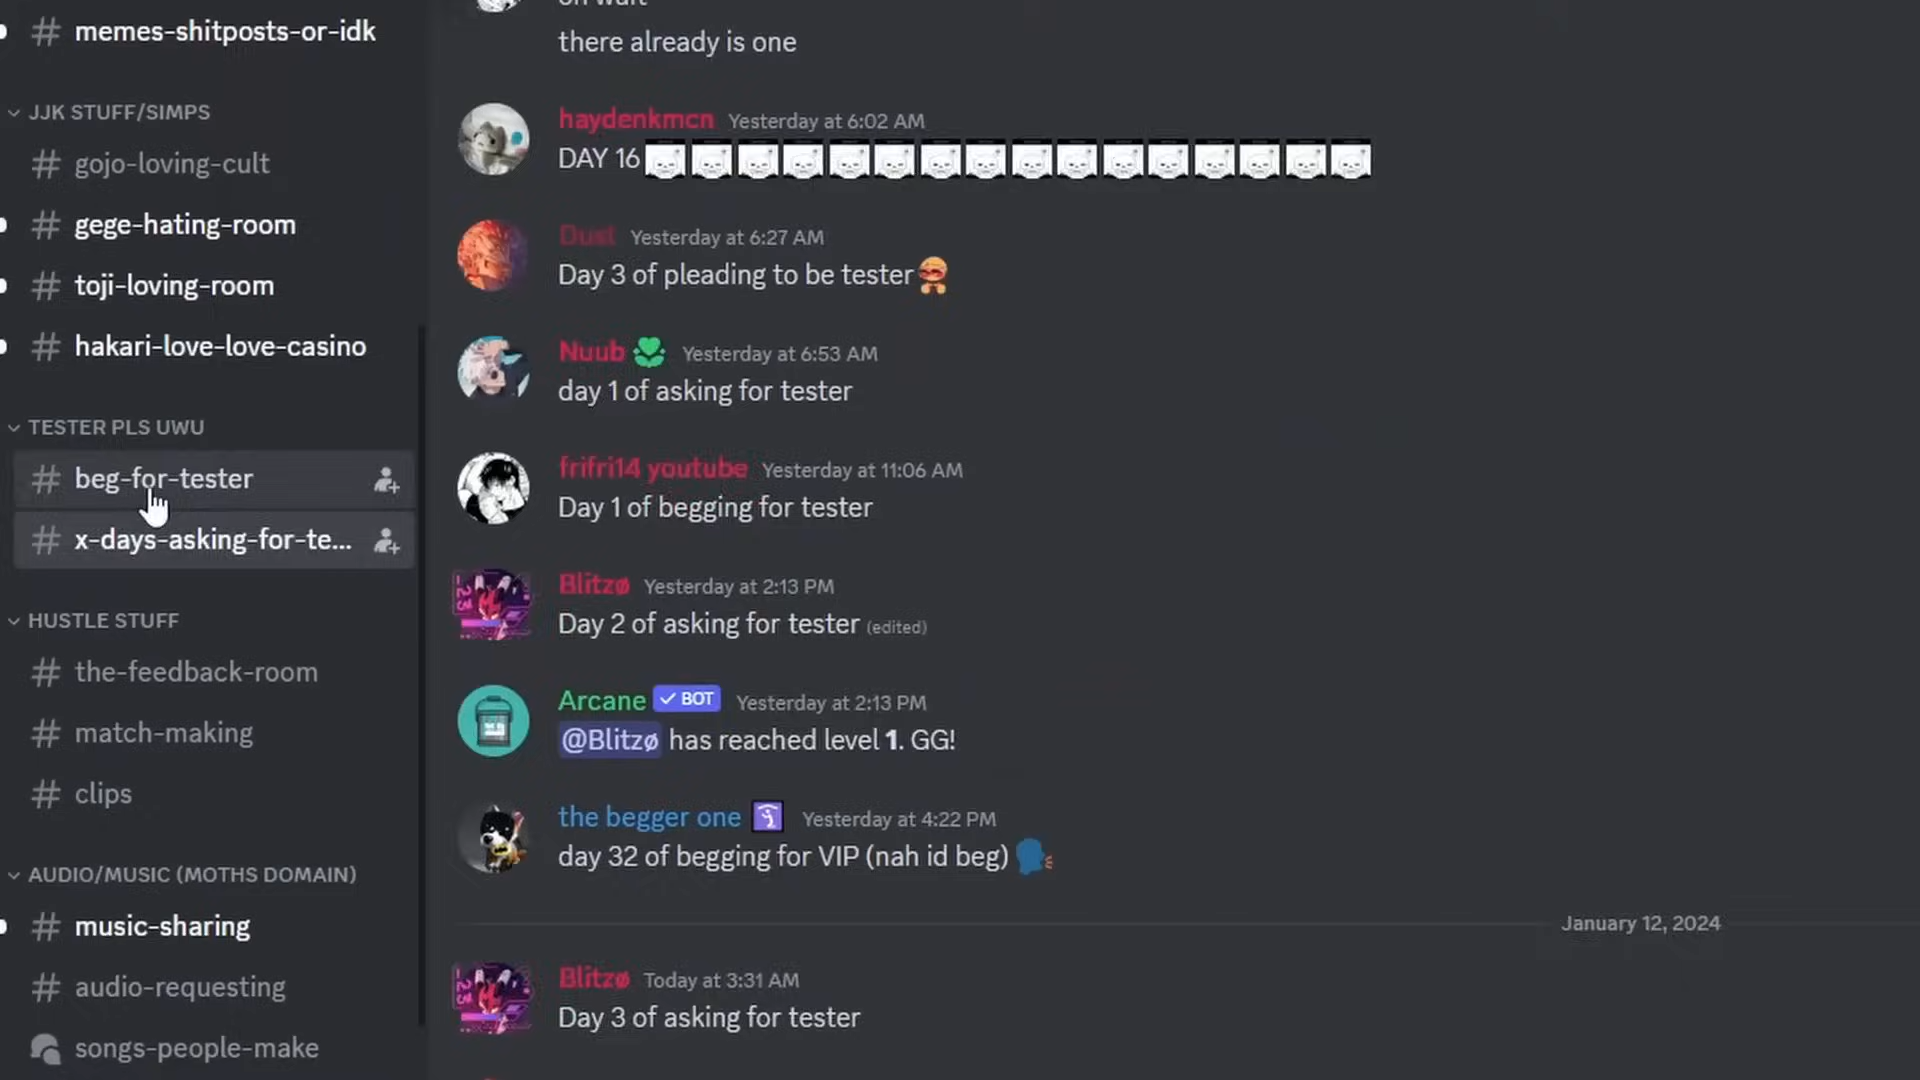 memes-shitposts-or-idk
JJK STUFF/SIMPS
gojo-loving-cult
gege-hating-room
toji-loving-room
hakari-love-love-casino
TESTER PLS UWU
beg-for-tester
x-days-asking-for-te...
HUSTLE STUFF
the-feedback-room
match-making
clips
AUDIO/MUSIC (MOTHS DOMAIN)
music-sharing
audio-requesting
songs-people-make
there already is one
haydenkmcn Yesterday at 6:02 AM
DAY 16
Dust Yesterday at 6:27 AM
Day 3 of pleading to be tester
Nuub Yesterday at 6:53 AM
day 1 of asking for tester
frifri14 youtube Yesterday at 11:06 AM
Day 1 of begging for tester
Blitzø Yesterday at 2:13 PM
Day 2 of asking for tester (edited)
Arcane BOT Yesterday at 2:13 PM
@Blitzø has reached level 1. GG!
the begger one Yesterday at 4:22 PM
day 32 of begging for VIP (nah id beg)
January 12, 2024
Blitzø Today at 3:31 AM
Day 3 of asking for tester